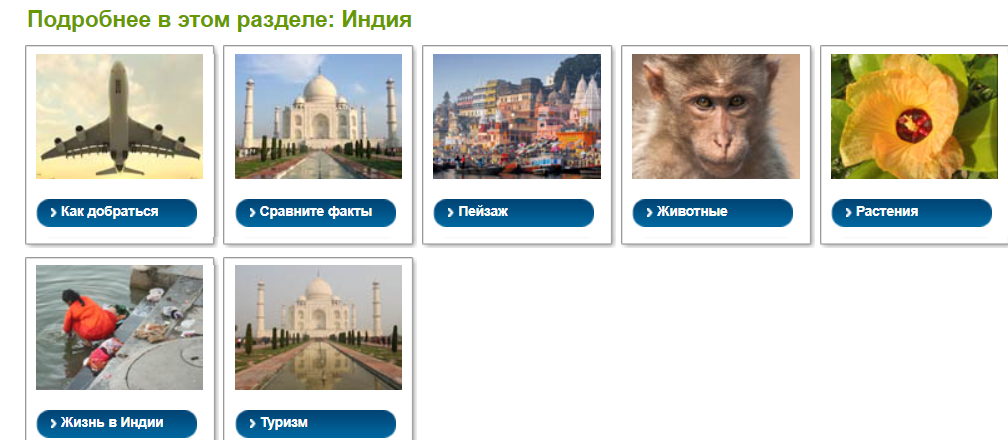 Подробнее в этом разделе: Индия
Как добраться
Сравните факты
Пейзаж
Животные
Растения
Жизнь в Индии
Туризм